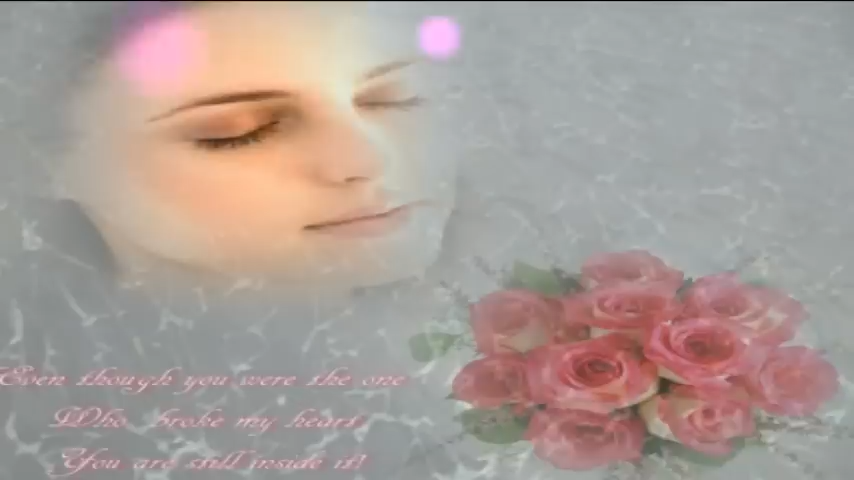 Even though you were the one
Who broke my heart
You are still inside it!